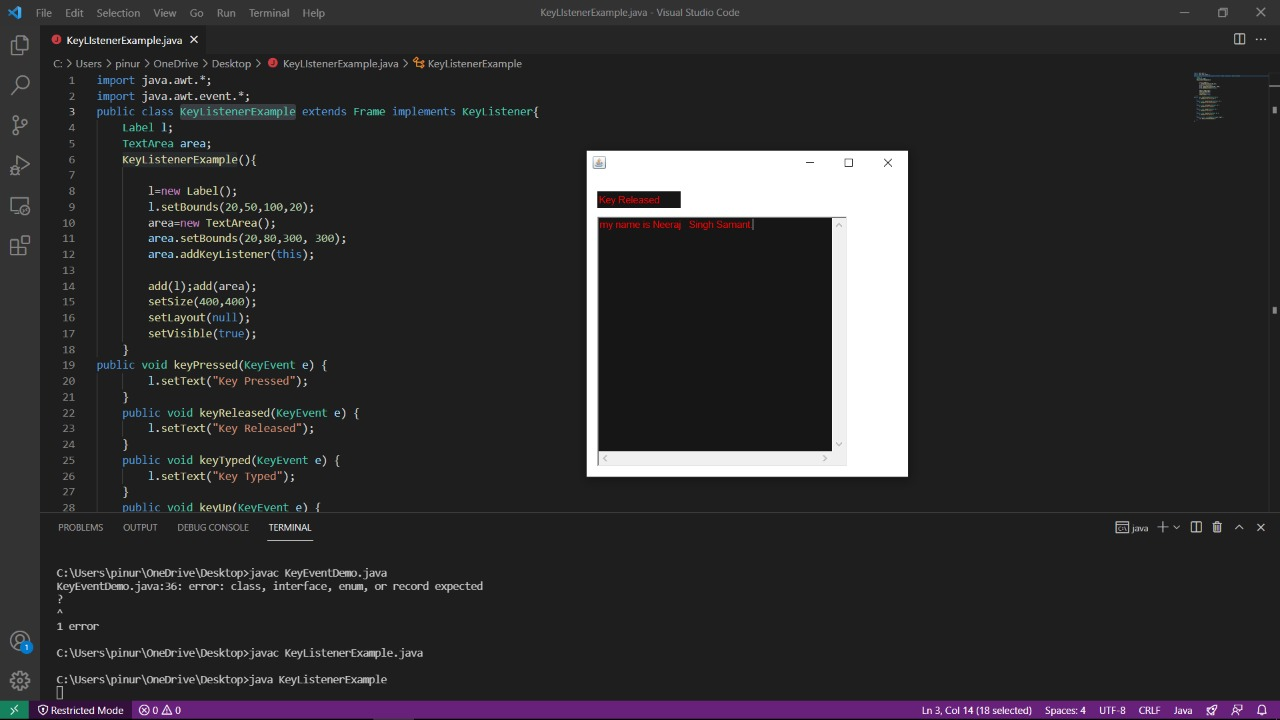 File Edit Selection View Go Run Terminal Help KeyLIstenerExample.java - Visual Studio Code
KeyLIstenerExample.java
C: > Users > pinur > OneDrive > Desktop > KeyLIstenerExample.java > KeyListenerExample
1 import java.awt.*;
2 import java.awt.event.*;
3 public class KeyListenerExample extends Frame implements KeyListener{
4 Label l;
5 TextArea area;
6 KeyListenerExample(){
7
8 l=new Label();
9 l.setBounds(20,50,100,20);
10 area=new TextArea();
11 area.setBounds(20,80,300, 300);
12 area.addKeyListener(this);
13
14 add(l);add(area);
15 setSize(400,400);
16 setLayout(null);
17 setVisible(true);
18 }
19 public void keyPressed(KeyEvent e) {
20 l.setText("Key Pressed");
21 }
22 public void keyReleased(KeyEvent e) {
23 l.setText("Key Released");
24 }
25 public void keyTyped(KeyEvent e) {
26 l.setText("Key Typed");
27 }
28 public void keyUp(KeyEvent e) {
Key Released
my name is Neeraj Singh Samant.
PROBLEMS OUTPUT DEBUG CONSOLE TERMINAL java
C:\Users\pinur\OneDrive\Desktop>javac KeyEventDemo.java
KeyEventDemo.java:36: error: class, interface, enum, or record expected
?
^
1 error
C:\Users\pinur\OneDrive\Desktop>javac KeyListenerExample.java
C:\Users\pinur\OneDrive\Desktop>java KeyListenerExample
1
Restricted Mode 0 0 Ln 3, Col 14 (18 selected) Spaces: 4 UTF-8 CRLF Java